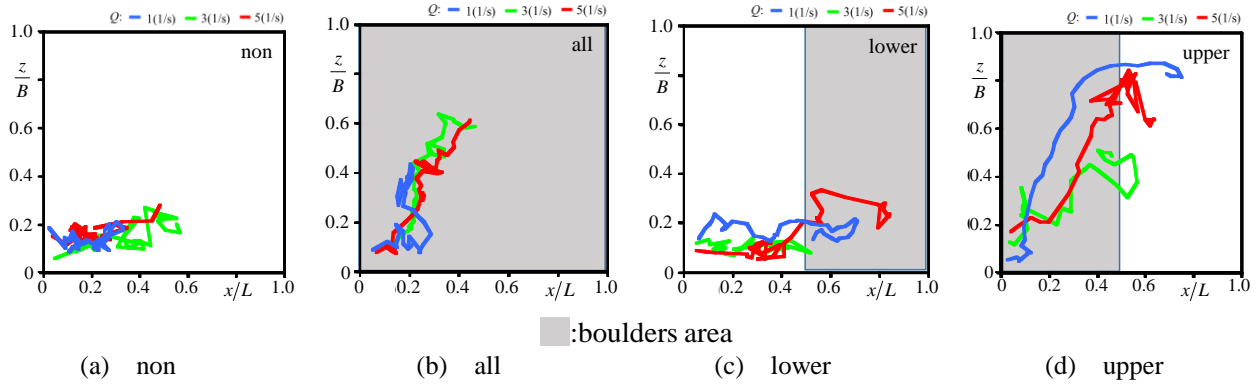 Q: 1(1/s) 3(1/s) 5(1/s)
non
z/B
1.0
0.8
0.6
0.4
0.2
0
0 0.2 0.4 0.6 0.8 1.0
x/L
Q: 1(1/s) 3(1/s) 5(1/s)
all
z/B
1.0
0.8
0.6
0.4
0.2
0
0 0.2 0.4 0.6 0.8 1.0
x/L
Q: 1(1/s) 3(1/s) 5(1/s)
lower
z/B
1.0
0.8
0.6
0.4
0.2
0
0 0.2 0.4 0.6 0.8 1.0
x/L
Q: 1(1/s) 3(1/s) 5(1/s)
upper
z/B
1.0
0.8
0.6
0.4
0.2
0
0 0.2 0.4 0.6 0.8 1.0
x/L
:boulders area
(a) non (b) all (c) lower (d) upper